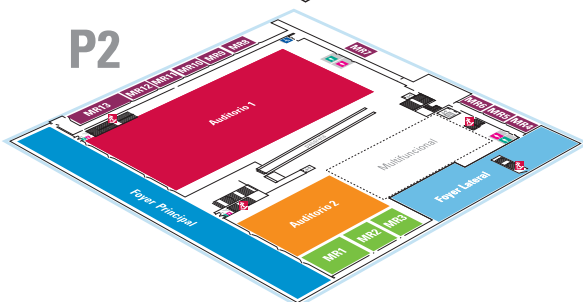 P2
MR13
MR12
MR11
MR10
MR9
MR8
MR7
MR6
MR5
MR4
Auditorio 1
Multifuncional
Foyer Principal
Auditorio 2
Foyer Lateral
MR1
MR2
MR3